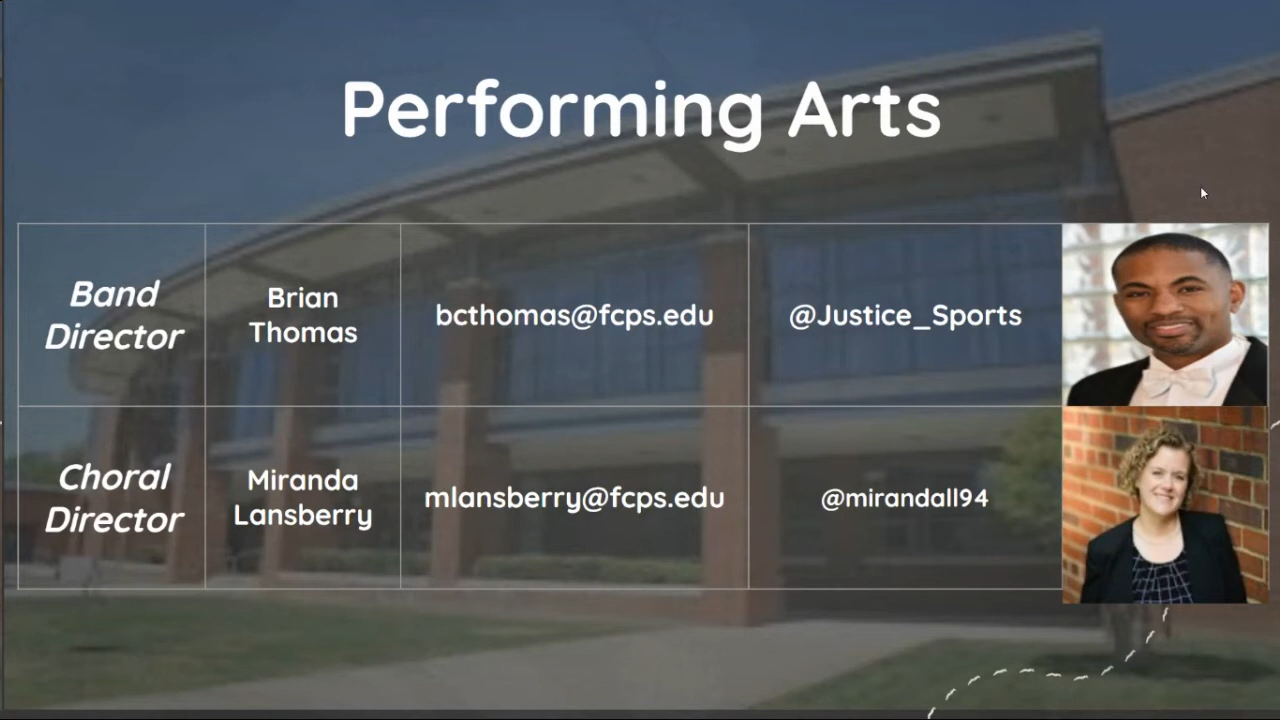 Performing Arts
Band
Director
Brian
Thomas
bcthomas@fcps.edu
@Justice_Sports
Choral
Director
Miranda
Lansberry
mlansberry@fcps.edu
@mirandall94